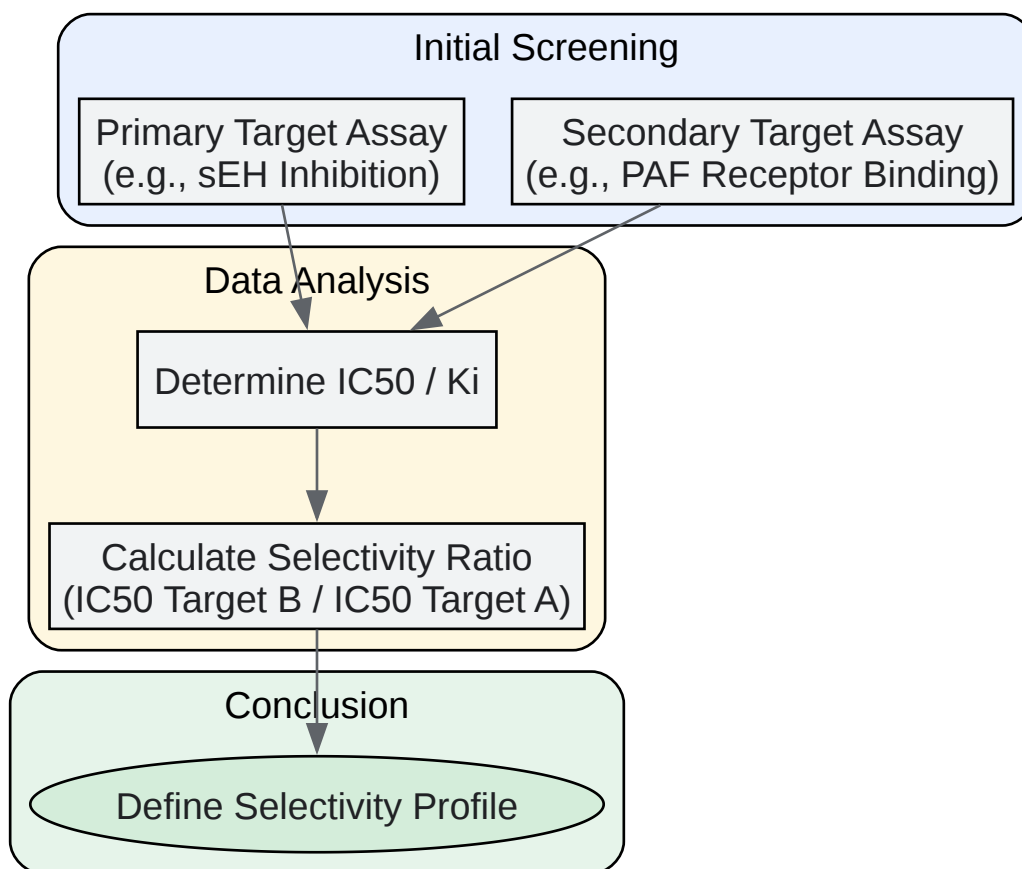 Initial Screening
Primary Target Assay
(e.g., sEH Inhibition)
Secondary Target Assay
(e.g., PAF Receptor Binding)
Data Analysis
Determine IC50 / Ki
Calculate Selectivity Ratio
(IC50 Target B / IC50 Target A)
Conclusion
Define Selectivity Profile